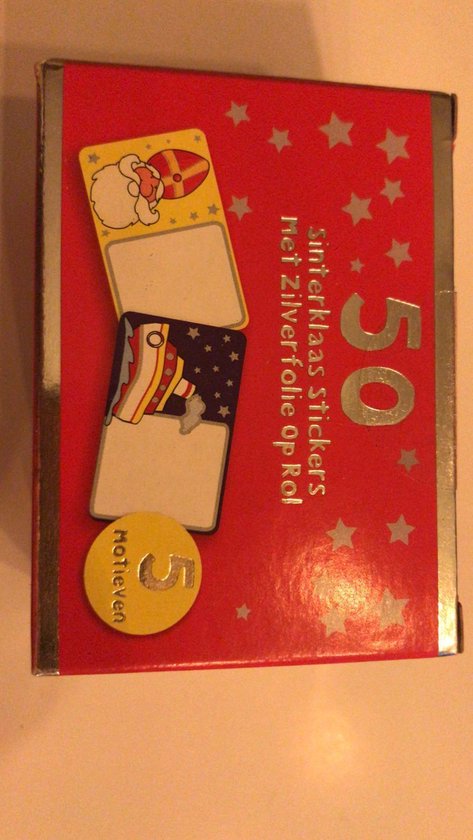 50
Sinterklaas Stickers
Met Zilverfolie Op Rol
5
Motieven